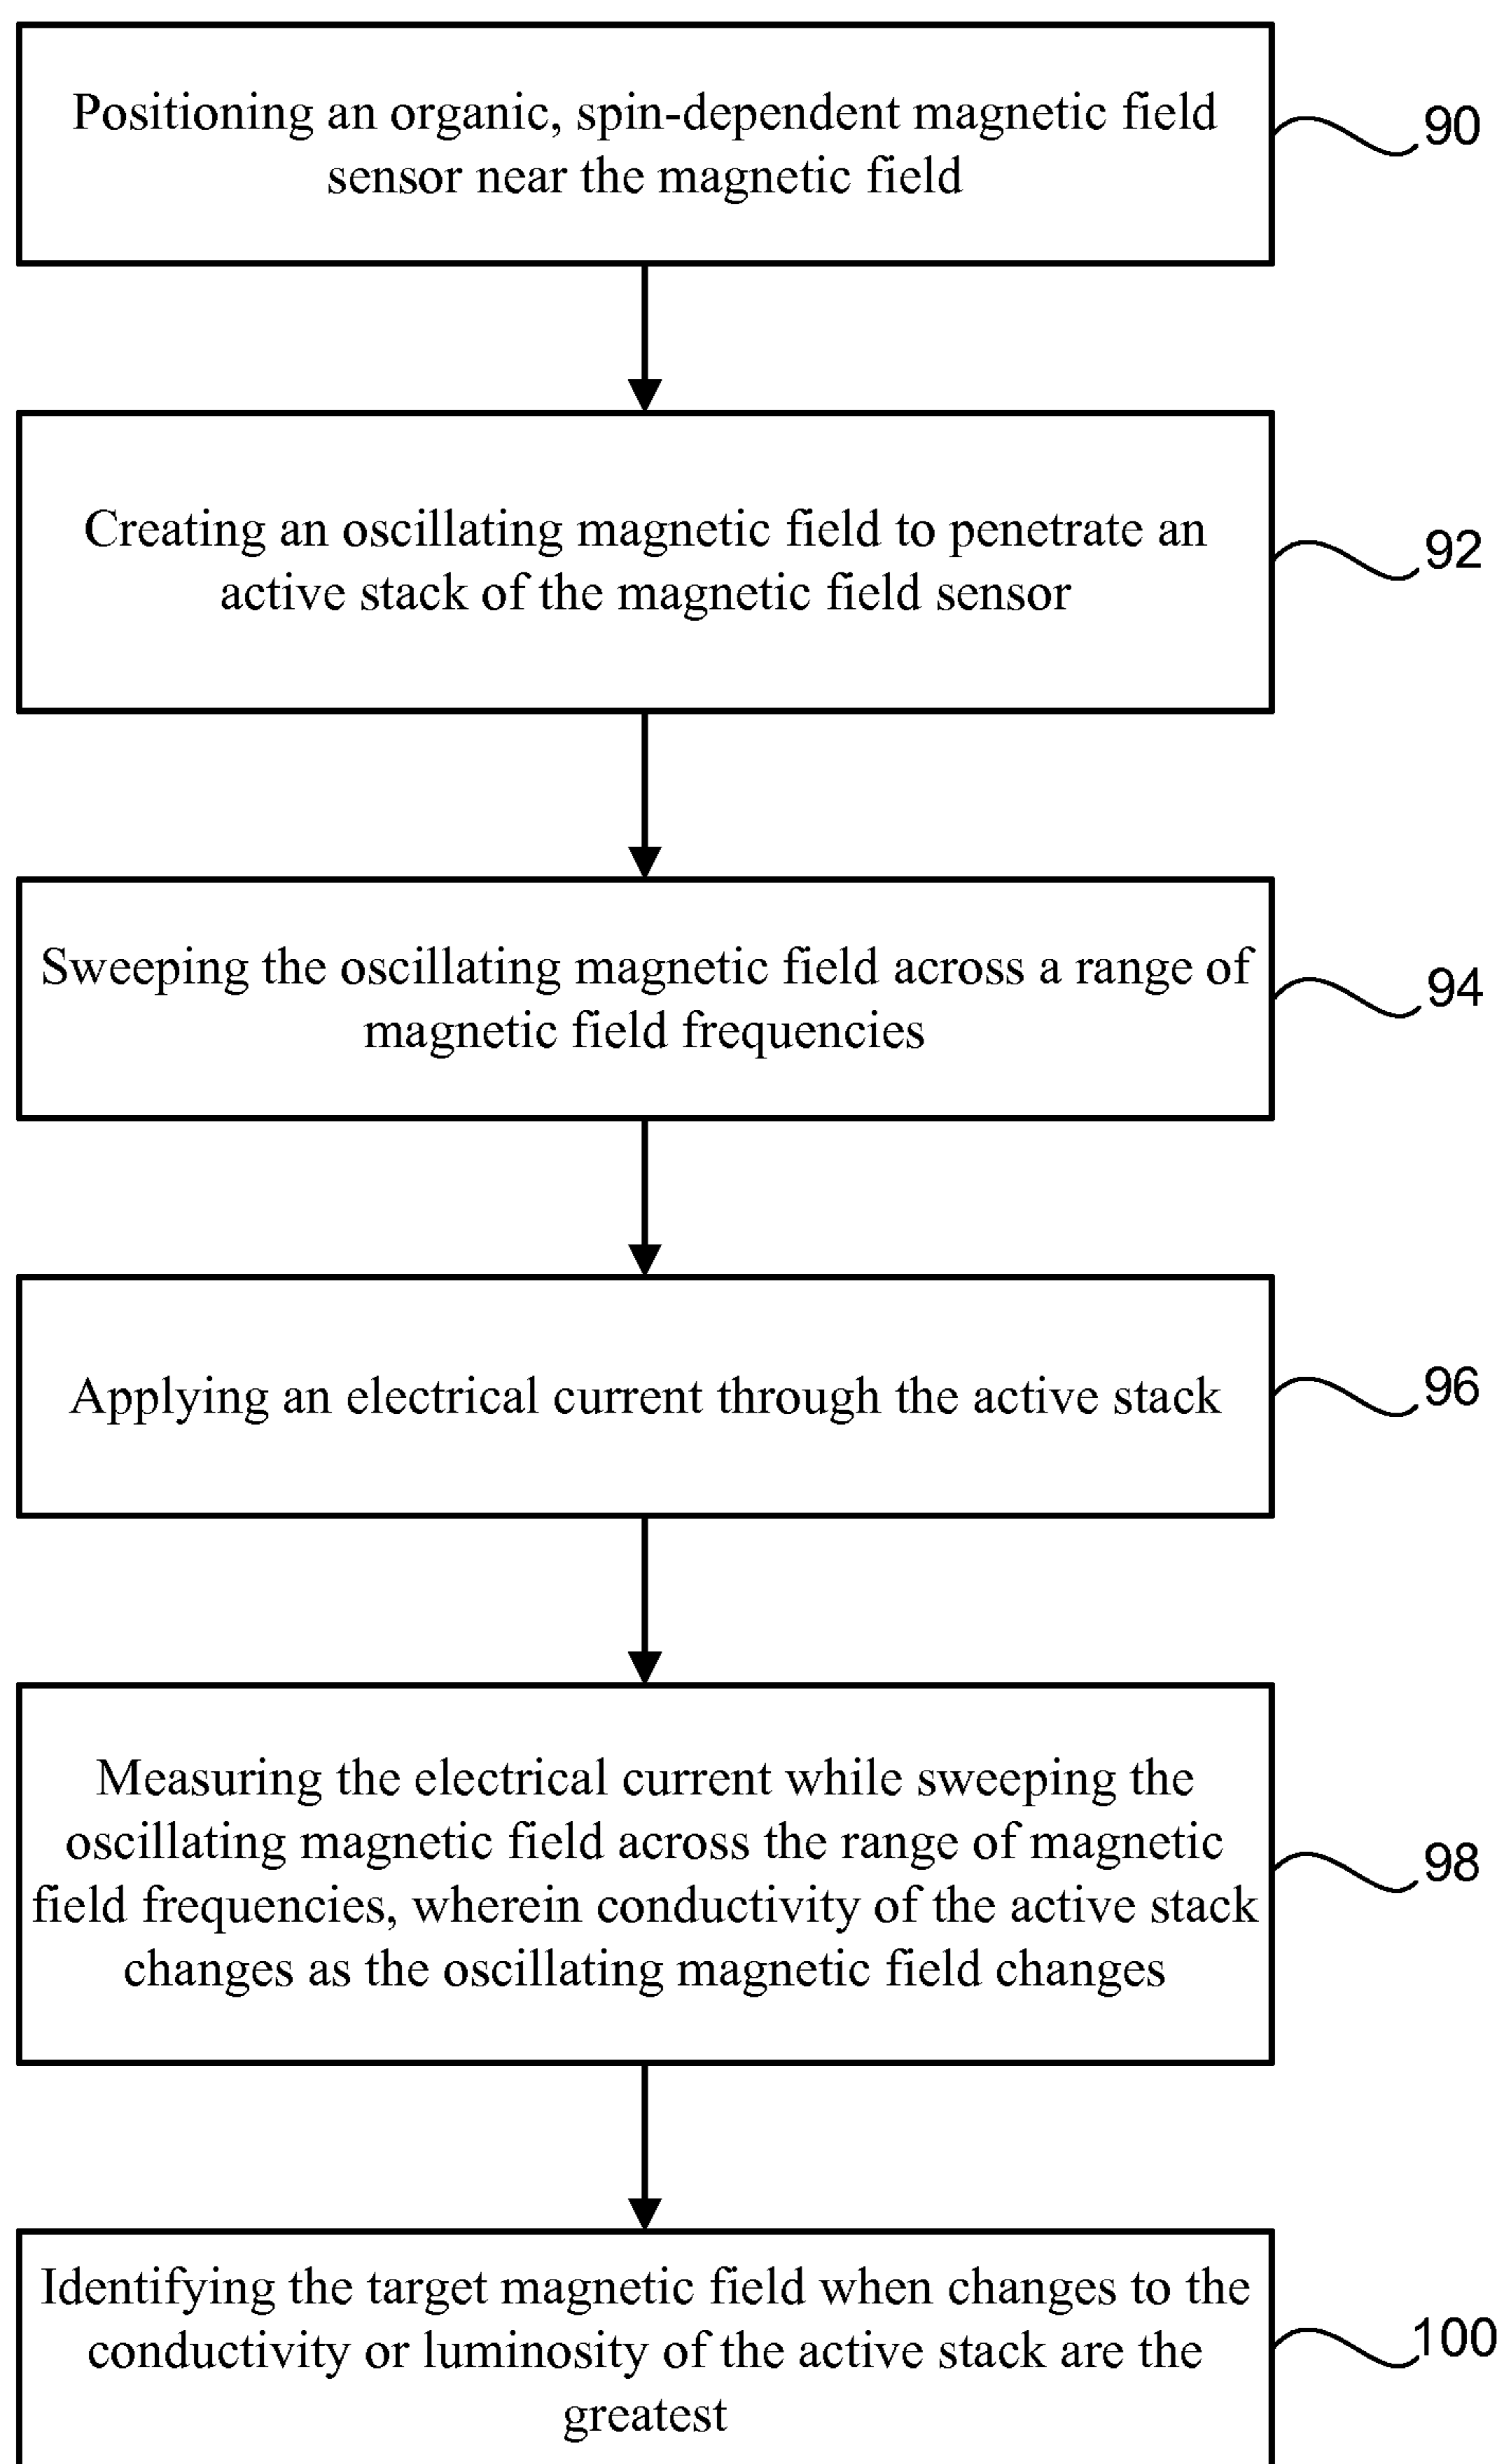 Positioning an organic, spin-dependent magnetic field
sensor near the magnetic field
90
Creating an oscillating magnetic field to penetrate an
active stack of the magnetic field sensor
92
Sweeping the oscillating magnetic field across a range of
magnetic field frequencies
94
Applying an electrical current through the active stack
96
Measuring the electrical current while sweeping the
oscillating magnetic field across the range of magnetic
field frequencies, wherein conductivity of the active stack
changes as the oscillating magnetic field changes
98
Identifying the target magnetic field when changes to the
conductivity or luminosity of the active stack are the
greatest
100